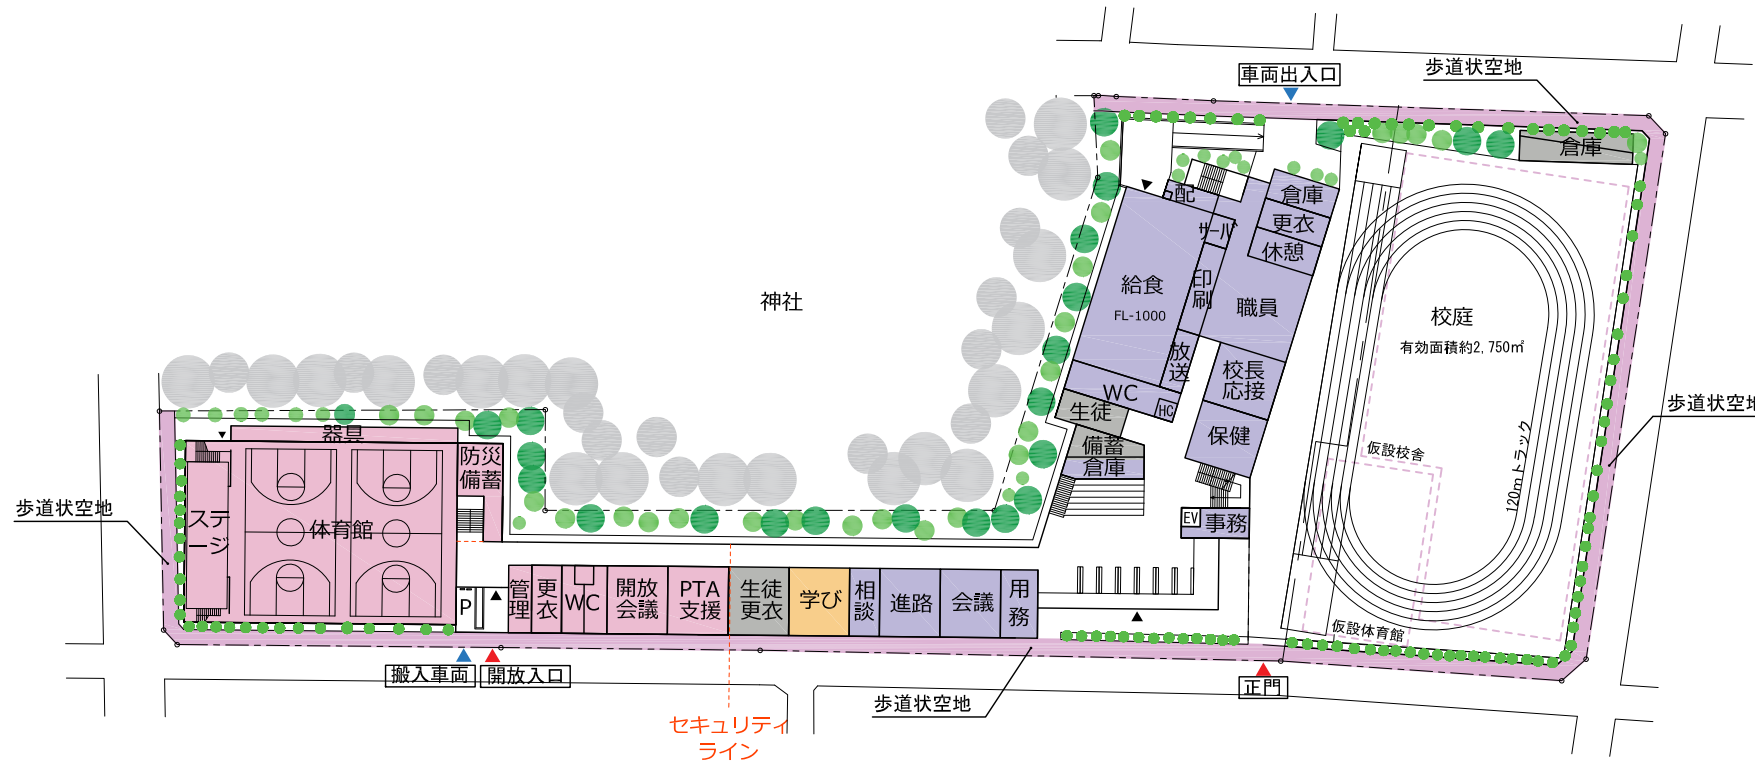 車両出入口
歩道状空地
倉庫
配
倉庫
サーバ
更衣
休憩
神社
給食
FL-1000
印刷
職員
校庭
有効面積約2,750㎡
放送
校長
応接
WC
HC
生徒
保健
歩道状空地
備蓄
倉庫
仮設校舎
120mトラック
器具
防災
備蓄
歩道状空地
ステ
ージ
体育館
EV
事務
管理
更衣
WC
開放
会議
PTA
支援
生徒
更衣
学び
相談
進路
会議
用務
P
仮設体育館
搬入車両
開放入口
正門
歩道状空地
セキュリティ
ライン